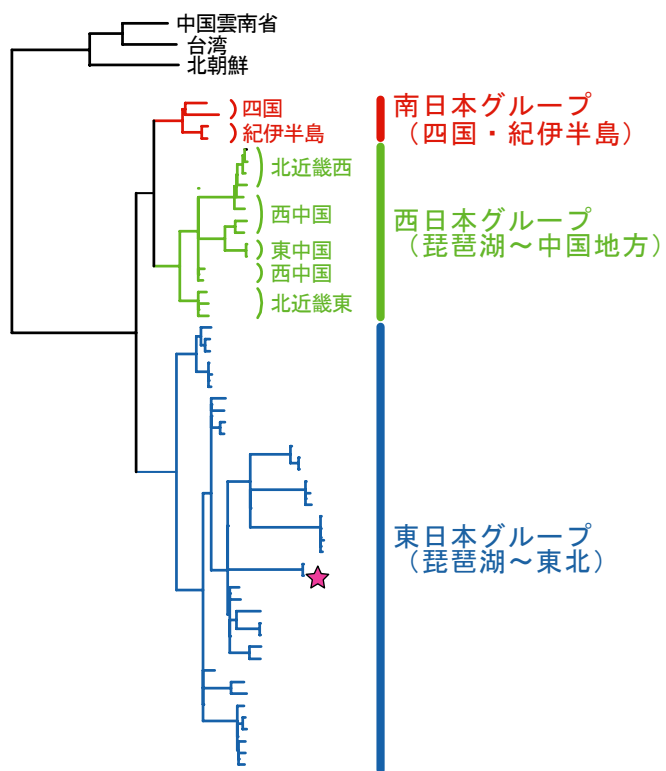 中国雲南省
台湾
北朝鮮
四国
紀伊半島
南日本グループ
（四国・紀伊半島）
北近畿西
西中国
東中国
西中国
北近畿東
西日本グループ
（琵琶湖～中国地方）
東日本グループ
（琵琶湖～東北）